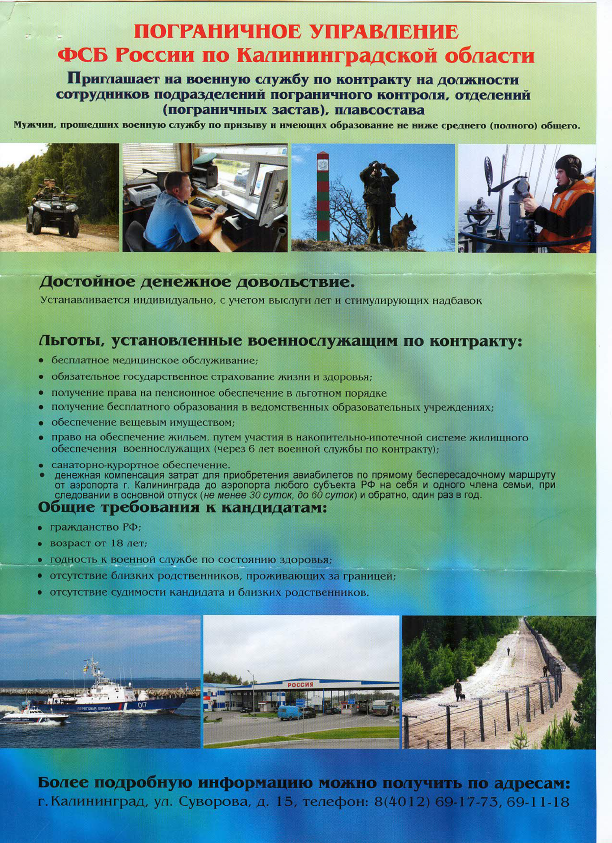 ПОГРАНИЧНОЕ УПРАВЛЕНИЕ
ФСБ России по Калининградской области
Приглашает на военную службу по контракту на должности
сотрудников подразделений пограничного контроля, отделений
(пограничных застав), плавсостава
Мужчин, прошедших военную службу по призыву и имеющих образование не ниже среднего (полного) общего.
Достойное денежное довольствие.
Устанавливается индивидуально, с учетом выслуги лет и стимулирующих надбавок
Льготы, установленные военнослужащим по контракту:
• бесплатное медицинское обслуживание;
• обязательное государственное страхование жизни и здоровья;
• получение права на пенсионное обеспечение в льготном порядке
• получение бесплатного образования в ведомственных образовательных учреждениях;
• обеспечение вещевым имуществом;
• право на обеспечение жильем, путем участия в накопительно-ипотечной системе жилищного
обеспечения военнослужащих (через 6 лет военной службы по контракту);
• санаторно-курортное обеспечение.
• денежная компенсация затрат для приобретения авиабилетов по прямому беспересадочному маршруту
от аэропорта г. Калининграда до аэропорта любого субъекта РФ на себя и одного члена семьи, при
следовании в основной отпуск (не менее 30 суток, до 60 суток) и обратно, один раз в год.
Общие требования к кандидатам:
• гражданство РФ;
• возраст от 18 лет;
• годность к военной службе по состоянию здоровья;
• отсутствие близких родственников, проживающих за границей;
• отсутствие судимости кандидата и близких родственников.
БЕРЕГОВАЯ ОХРАНА
017
РОССИЯ
Более подробную информацию можно получить по адресам:
г. Калининград, ул. Суворова, д. 15, телефон: 8(4012) 69-17-73, 69-11-18